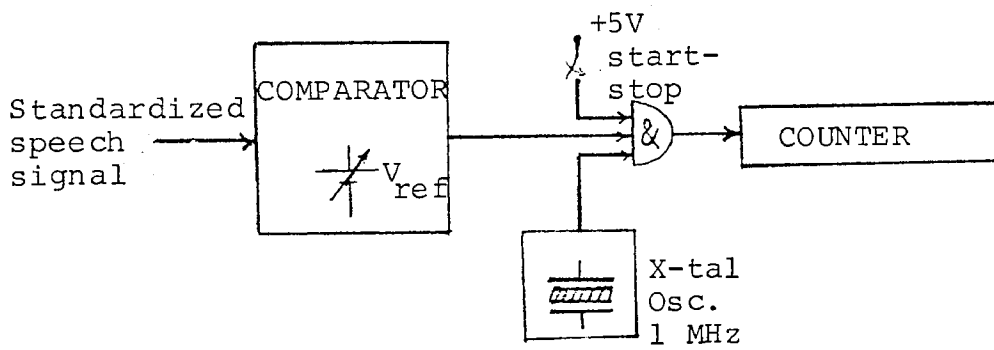 +5V
start-
stop
COMPARATOR
Standardized
speech
signal
V ref
&
COUNTER
X-tal
Osc.
1 MHz